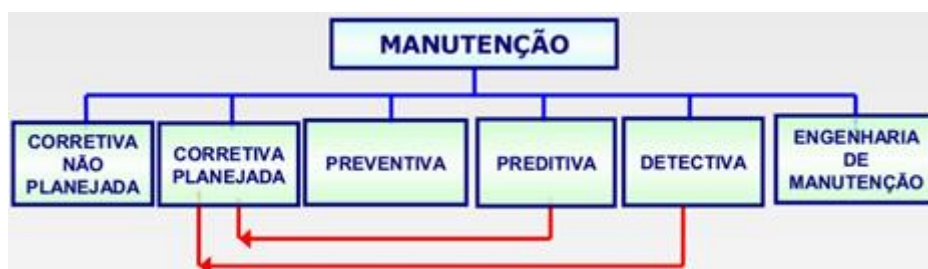 MANUTENÇÃO
CORRETIVA
NÃO
PLANEJADA
CORRETIVA
PLANEJADA
PREVENTIVA
PREDITIVA
DETECTIVA
ENGENHARIA
DE
MANUTENÇÃO